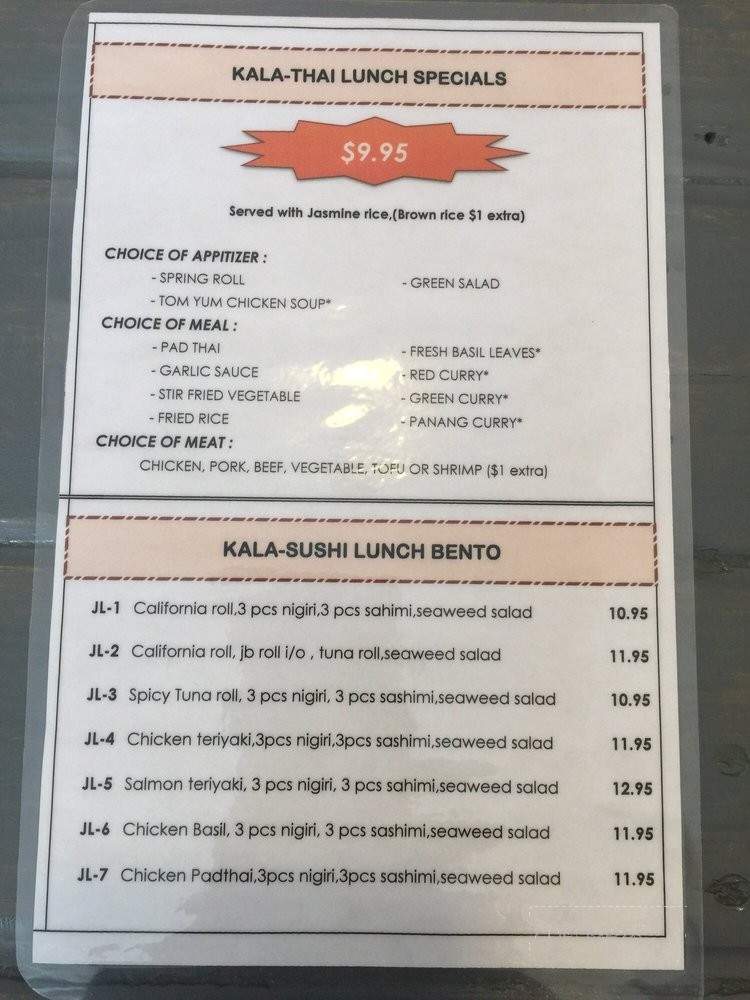 KALA-THAI LUNCH SPECIALS
$9.95
Served with Jasmine rice,(Brown rice $1 extra)
CHOICE OF APPITIZER :
- SPRING ROLL
- GREEN SALAD
- TOM YUM CHICKEN SOUP*
CHOICE OF MEAL :
- PAD THAI
- FRESH BASIL LEAVES*
- GARLIC SAUCE
- RED CURRY*
- STIR FRIED VEGETABLE
- GREEN CURRY*
- FRIED RICE
- PANANG CURRY*
CHOICE OF MEAT :
CHICKEN, PORK, BEEF, VEGETABLE, TOFU OR SHRIMP ($1 extra)
KALA-SUSHI LUNCH BENTO
JL-1 California roll,3 pcs nigiri,3 pcs sahimi,seaweed salad 10.95
JL-2 California roll, jb roll i/o , tuna roll,seaweed salad 11.95
JL-3 Spicy Tuna roll, 3 pcs nigiri, 3 pcs sashimi,seaweed salad 10.95
JL-4 Chicken teriyaki,3pcs nigiri,3pcs sashimi,seaweed salad 11.95
JL-5 Salmon teriyaki, 3 pcs nigiri, 3 pcs sahimi,seaweed salad 12.95
JL-6 Chicken Basil, 3 pcs nigiri, 3 pcs sashimi,seaweed salad 11.95
JL-7 Chicken Padthai,3pcs nigiri,3pcs sashimi,seaweed salad 11.95